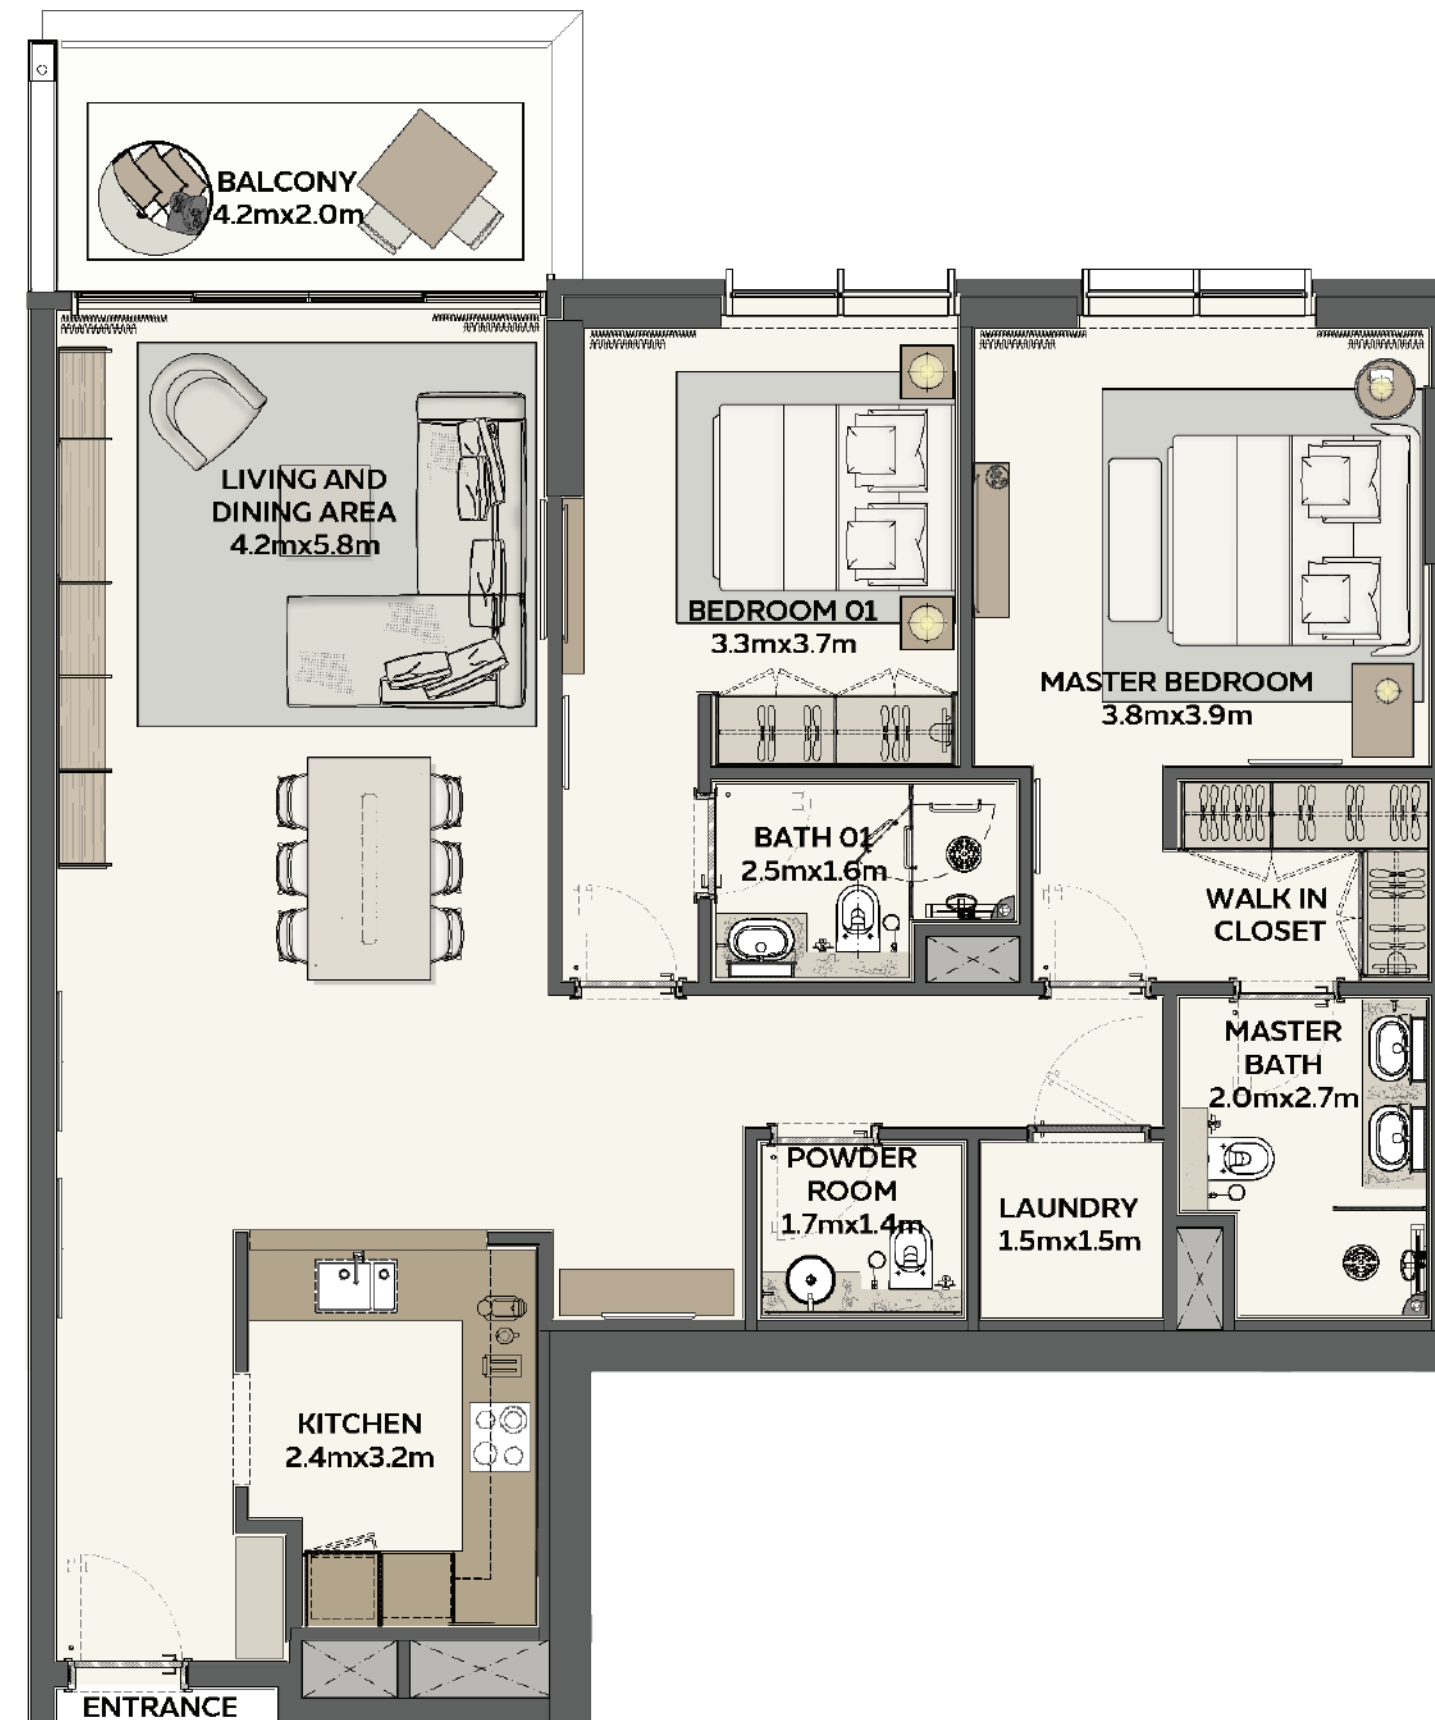 BALCONY
4.2mx2.0m
LIVING AND
DINING AREA
4.2mx5.8m
BEDROOM 01
3.3mx3.7m
MASTER BEDROOM
3.8mx3.9m
BATH 01
2.5mx1.6m
WALK IN
CLOSET
MASTER
BATH
2.0mx2.7m
POWDER
ROOM
1.7mx1.4m
LAUNDRY
1.5mx1.5m
KITCHEN
2.4mx3.2m
ENTRANCE